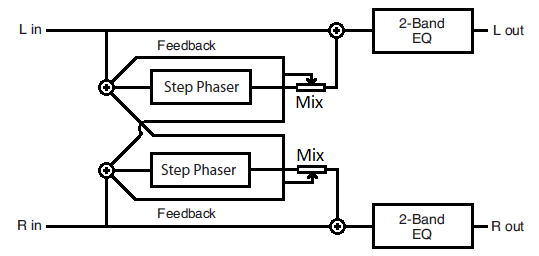 L in
2-Band
EQ
L out
Feedback
Step Phaser
Mix
Mix
Step Phaser
Feedback
R in
2-Band
EQ
R out